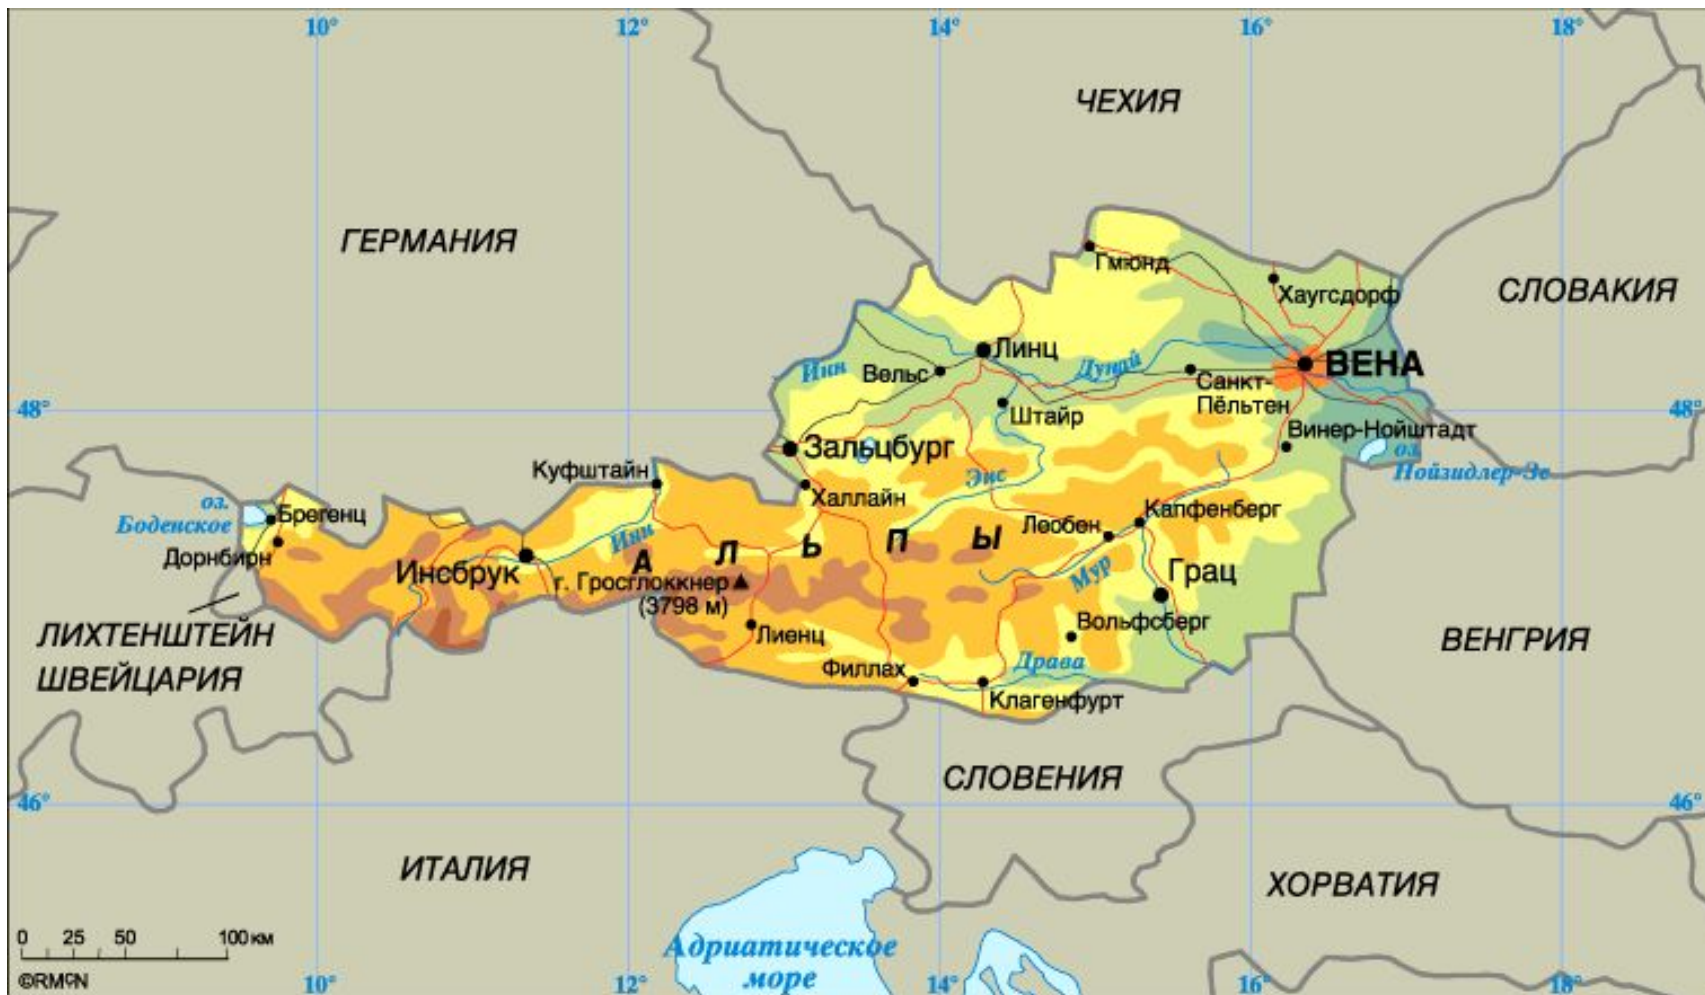 10°
12°
14°
16°
18°
ЧЕХИЯ
ГЕРМАНИЯ
СЛОВАКИЯ
Гмюнд
Хаугсдорф
Линц
Дунай
ВЕНА
Инн
Вельс
Санкт-
Пёльтен
Штайр
48°
48°
Винер-Нойштадт
Зальцбург
оз.
Нойзидлер-Зе
Куфштайн
Энс
Халлайн
оз.
Боденское
Брегенц
Капфенберг
Леобен
Дорнбирн
Инн
АЛЬПЫ
Инсбрук
г. Гросглоккнер
(3798 м)
Мур
Грац
Вольфсберг
ЛИХТЕНШТЕЙН
Лиенц
ВЕНГРИЯ
ШВЕЙЦАРИЯ
Филлах
Драва
Клагенфурт
СЛОВЕНИЯ
46°
46°
ИТАЛИЯ
ХОРВАТИЯ
0 25 50 100 км
Адриатическое
море
©RMCN
10°
12°
14°
16°
18°